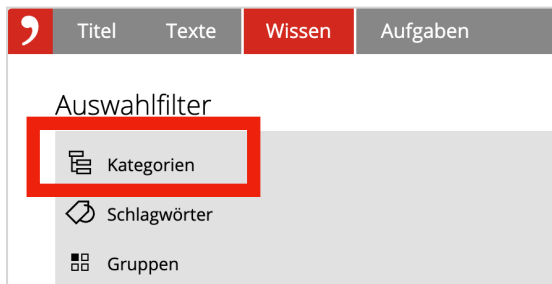 Titel Texte Wissen Aufgaben
Auswahlfilter
Kategorien
Schlagwörter
Gruppen